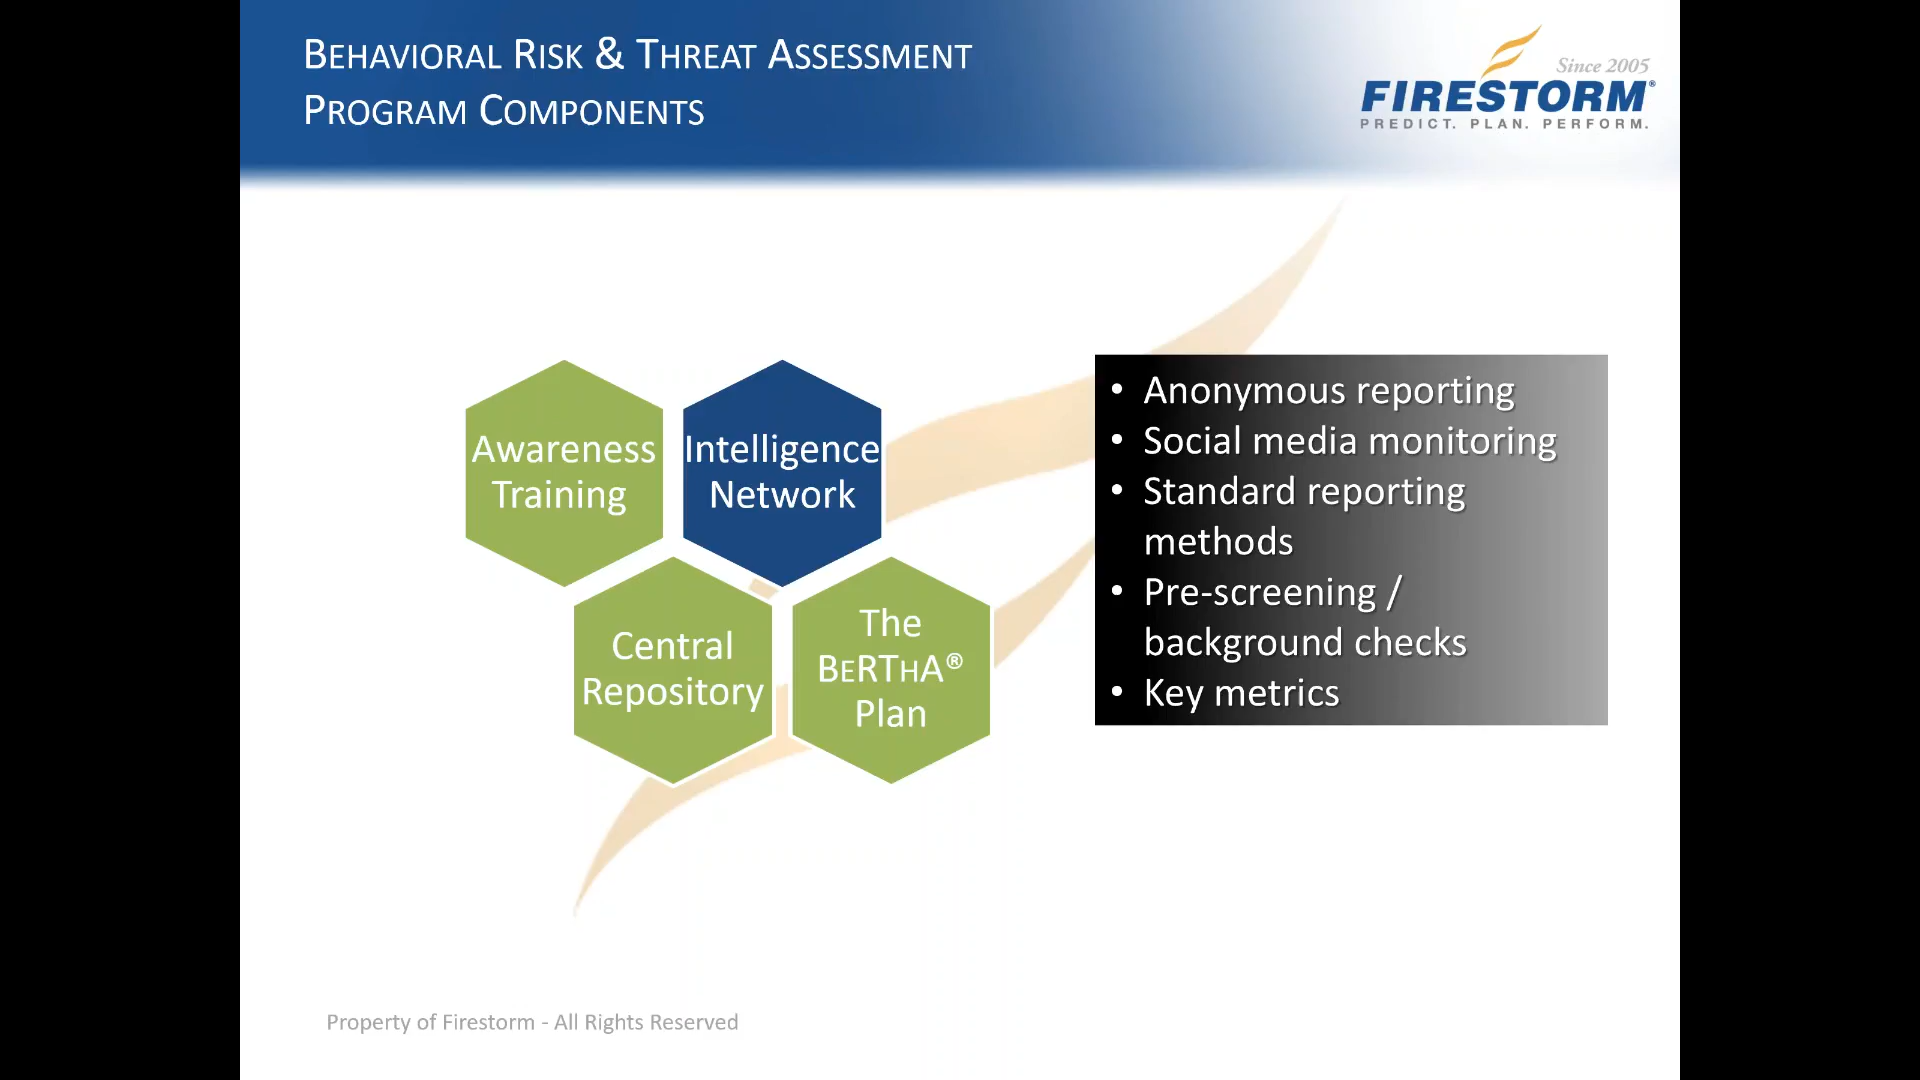 BEHAVIORAL RISK & THREAT ASSESSMENT
PROGRAM COMPONENTS
Since 2005
FIRESTORM®
PREDICT. PLAN. PERFORM.
Awareness
Training
Intelligence
Network
Central
Repository
The
BERTHA®
Plan
• Anonymous reporting
• Social media monitoring
• Standard reporting
methods
• Pre-screening /
background checks
• Key metrics
Property of Firestorm - All Rights Reserved